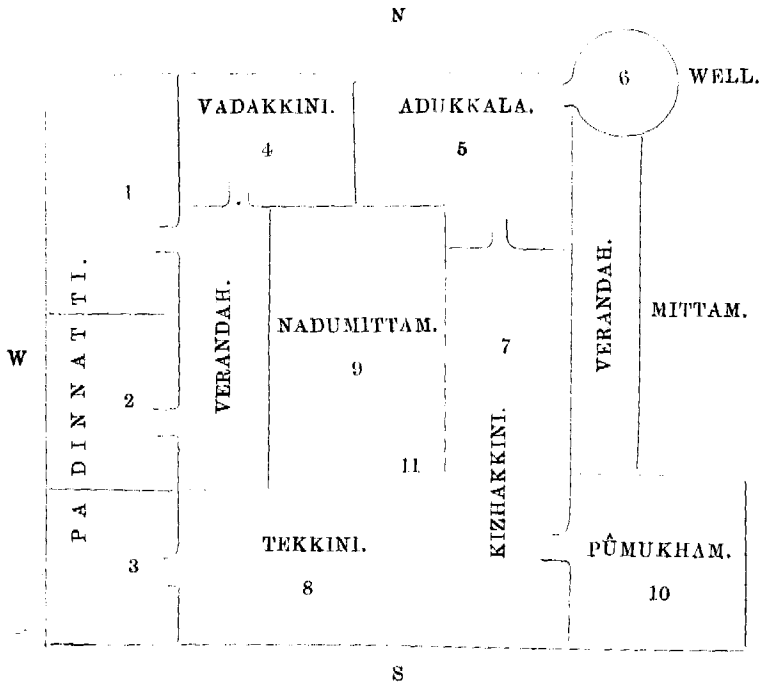 N
6 WELL.
VADAKKINI. ADUKKALA.
4 5
1
PADINNATTI.
VERANDAH.
NADUMITTAM.
9
7
VERANDAH.
MITTAM.
W
2
11
KIZHAKKINI.
3
TEKKINI.
8
PÛMUKHAM.
10
S